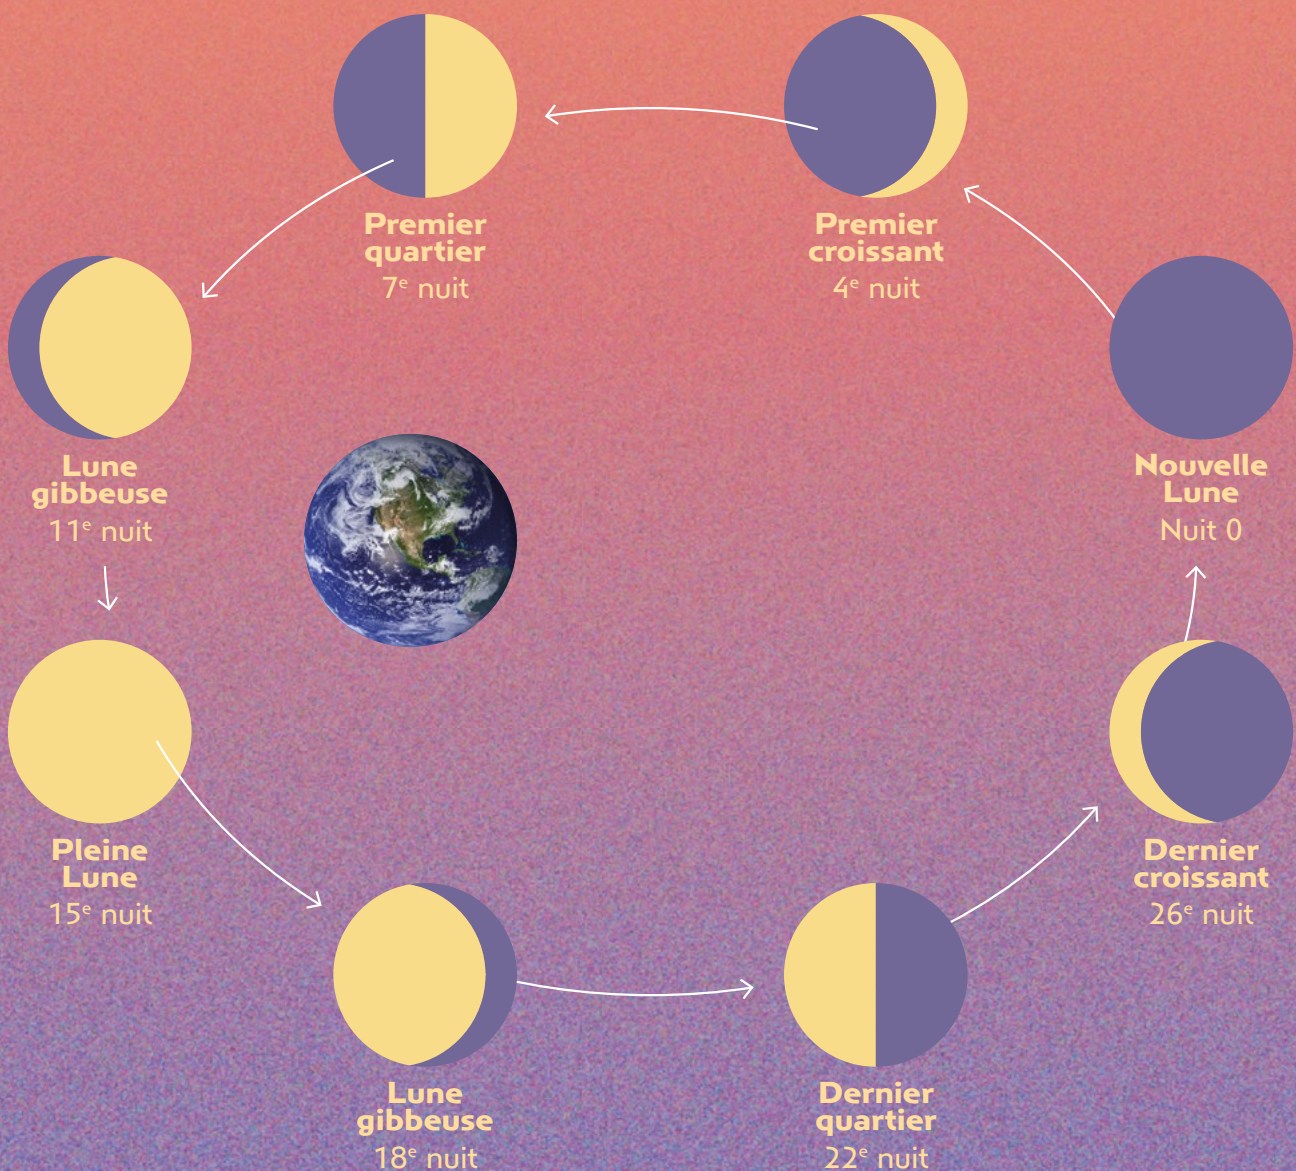 Premier
quartier
7e nuit
Premier
croissant
4e nuit
Lune
gibbeuse
11e nuit
Nouvelle
Lune
Nuit 0
Pleine
Lune
15e nuit
Dernier
croissant
26e nuit
Lune
gibbeuse
18e nuit
Dernier
quartier
22e nuit